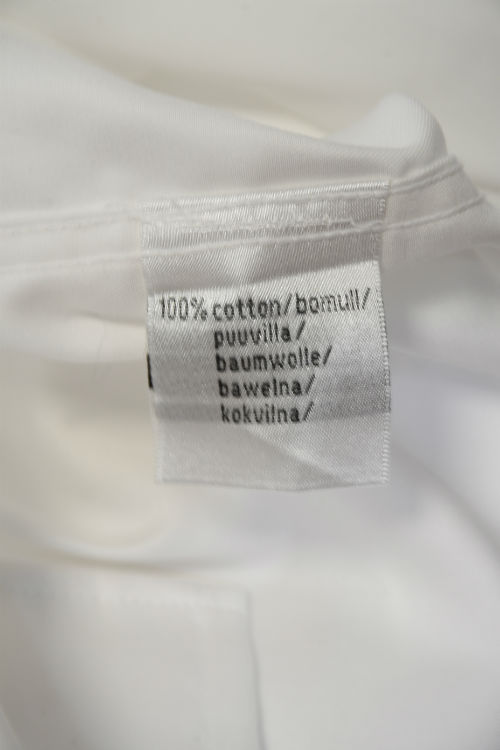 100% cotton/bomull/
puuvilla/
baumwolle/
bawelna/
kokvilna/